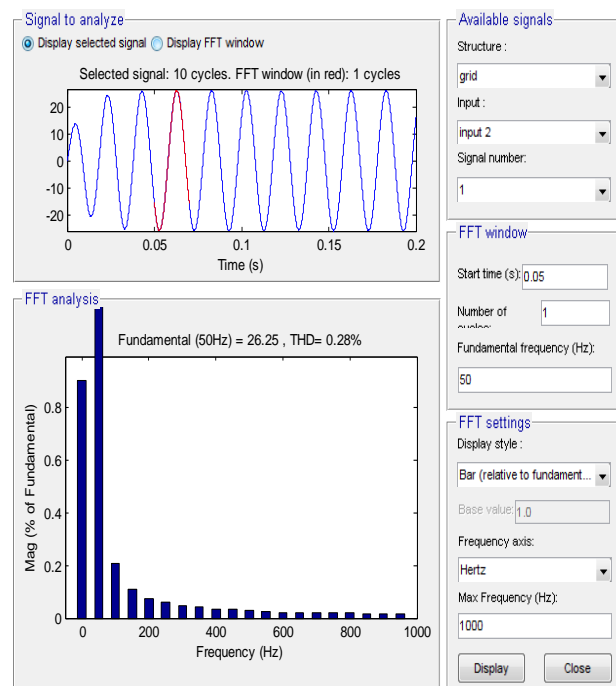 Signal to analyze
Display selected signal Display FFT window
Selected signal: 10 cycles. FFT window (in red): 1 cycles
20
10
0
-10
-20
0 0.05 0.1 0.15 0.2
Time (s)
FFT analysis
Fundamental (50Hz) = 26.25 , THD= 0.28%
0.8
0.6
0.4
0.2
0
0 200 400 600 800 1000
Frequency (Hz)
Mag (% of Fundamental)
Available signals
Structure :
grid
Input :
input 2
Signal number:
1
FFT window
Start time (s): 0.05
Number of
cycles: 1
Fundamental frequency (Hz):
50
FFT settings
Display style :
Bar (relative to fundament...
Base value: 1.0
Frequency axis:
Hertz
Max Frequency (Hz):
1000
Display Close